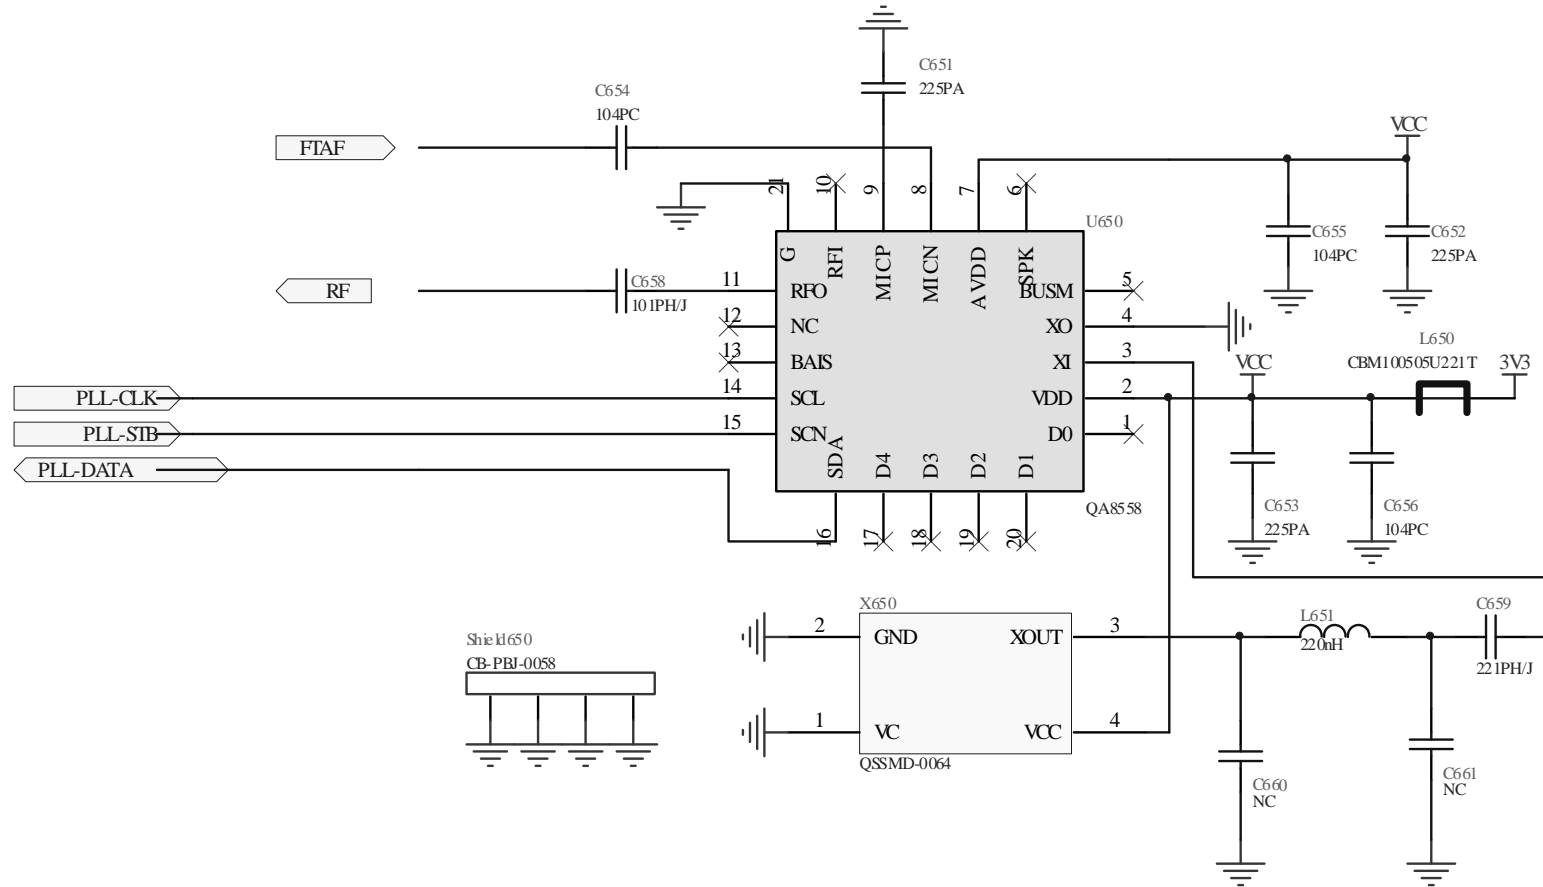 C651
225PA
C654
104PC
VCC
FTAF
21
10
9
8
7
6
U650
C655
104PC
C652
225PA
G
RFI
MICP
MICN
AVDD
SPK
RF
C658
101PH/J
11
RFO
BUSM
5
12
NC
XO
4
13
BAIS
XI
3
VCC
L650
CBM100505U221T
3V3
PLL-CLK
14
SCL
VDD
2
PLL-STB
15
SCN
D0
1
PLL-DATA
SDA
D4
D3
D2
D1
16
17
18
19
20
QA8558
C653
225PA
C656
104PC
X650
Shield650
CB-PBJ-0058
2
GND
XOUT
3
L651
220nH
C659
221PH/J
1
VC
VCC
4
QSSMD-0064
C660
NC
C661
NC